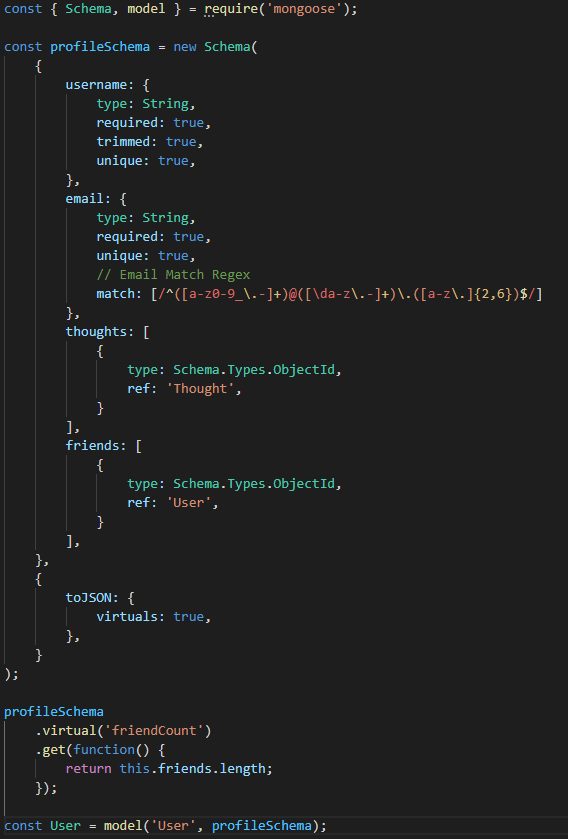 const { Schema, model } = require('mongoose');

const profileSchema = new Schema(
    {
        username: {
            type: String,
            required: true,
            trimmed: true,
            unique: true,
        },
        email: {
            type: String,
            required: true,
            unique: true,
            // Email Match Regex
            match: [/^([a-z0-9_\.-]+)@([\da-z\.-]+)\.([a-z\.]{2,6})$/]
        },
        thoughts: [
            {
                type: Schema.Types.ObjectId,
                ref: 'Thought',
            }
        ],
        friends: [
            {
                type: Schema.Types.ObjectId,
                ref: 'User',
            }
        ],
    },
    {
        toJSON: {
            virtuals: true,
        },
    }
);

profileSchema
    .virtual('friendCount')
    .get(function() {
        return this.friends.length;
    });

const User = model('User', profileSchema);